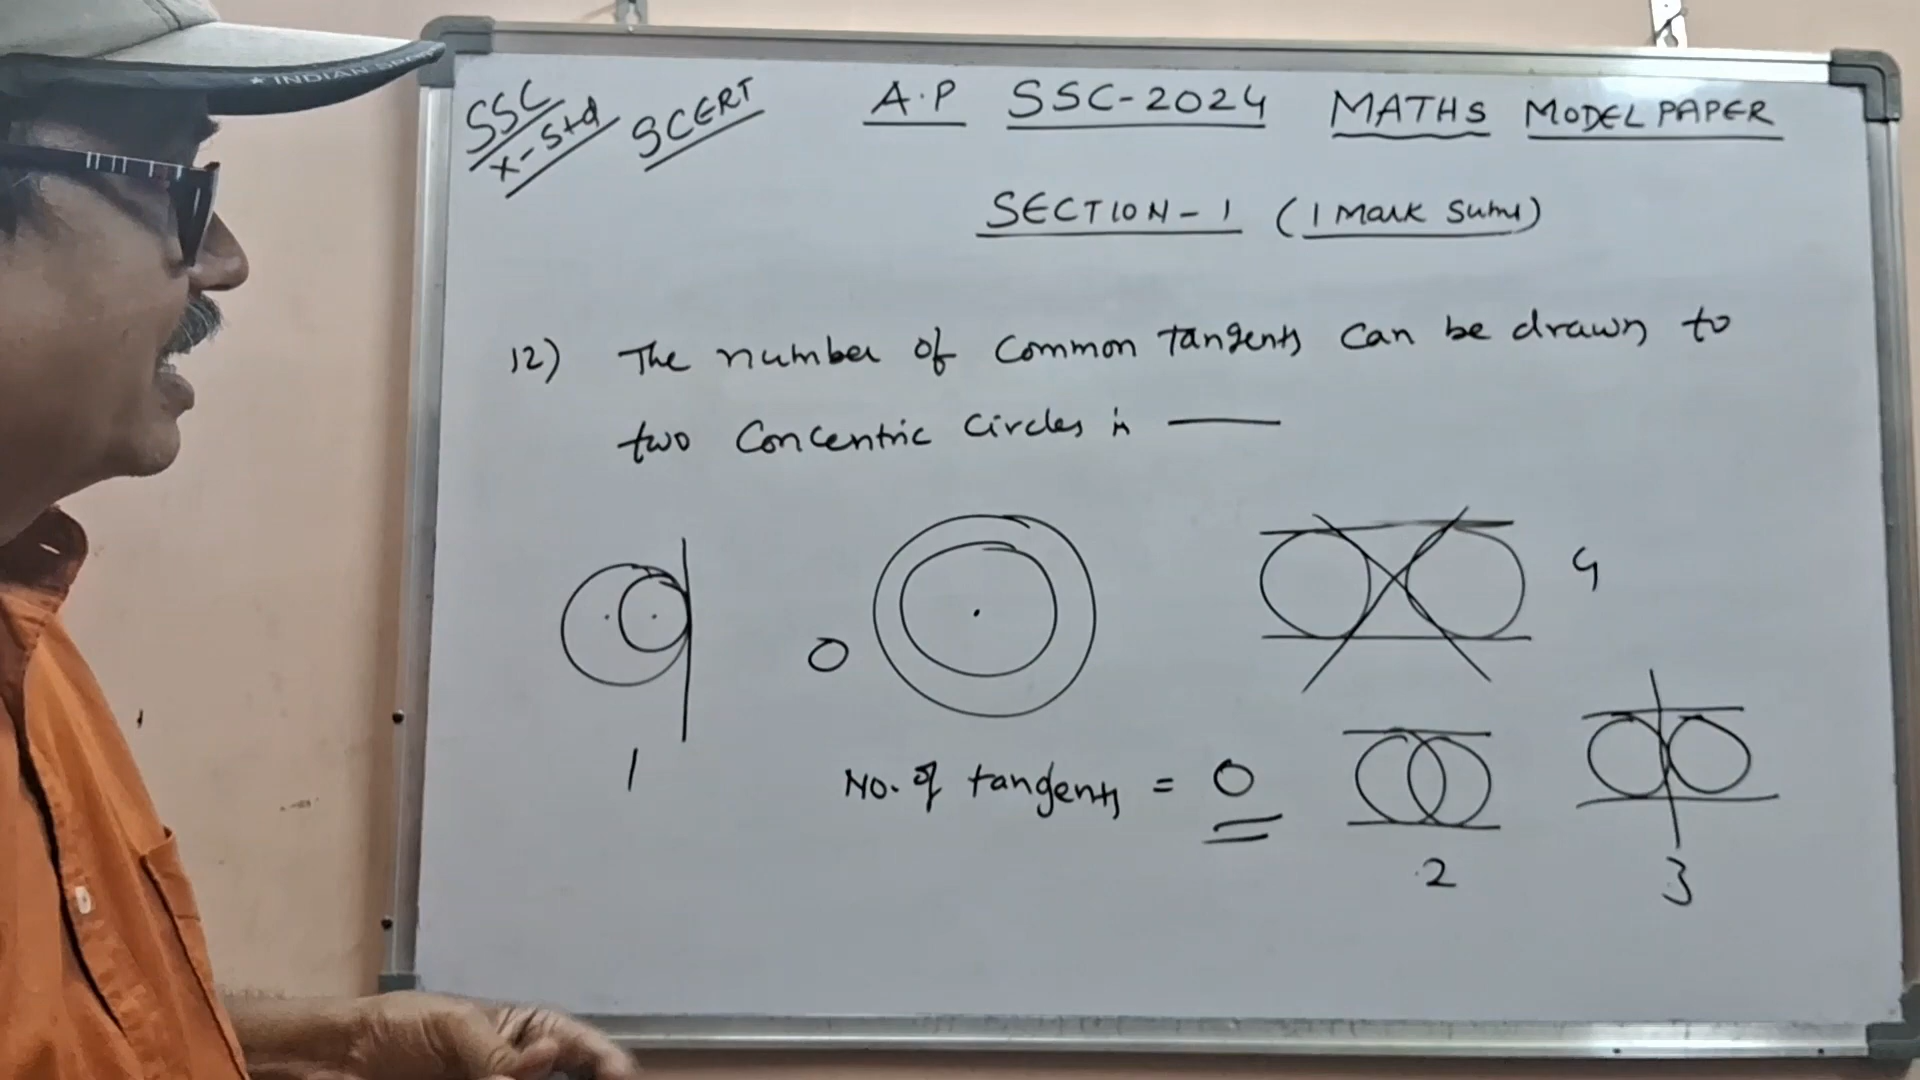 ★ INDIAN
SSC
X-Std
SCERT
A.P SSC-2024 MATHS MODEL PAPER
SECTION-1 (1 Mark Sums)
12) The number of Common Tangents Can be drawn to
two Concentric Circles is ———
4
0
1
No. of tangents = 0
2
3